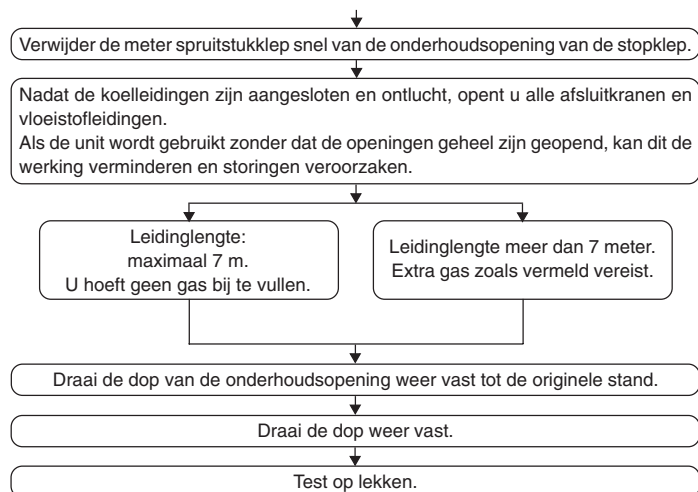 Verwijder de meter spruitstukklep snel van de onderhoudsopening van de stopklep.
Nadat de koelleidingen zijn aangesloten en ontlucht, opent u alle afsluitkranen en
vloeistofleidingen.
Als de unit wordt gebruikt zonder dat de openingen geheel zijn geopend, kan dit de
werking verminderen en storingen veroorzaken.
Leidinglengte:
maximaal 7 m.
U hoeft geen gas bij te vullen.
Leidinglengte meer dan 7 meter.
Extra gas zoals vermeld vereist.
Draai de dop van de onderhoudsopening weer vast tot de originele stand.
Draai de dop weer vast.
Test op lekken.